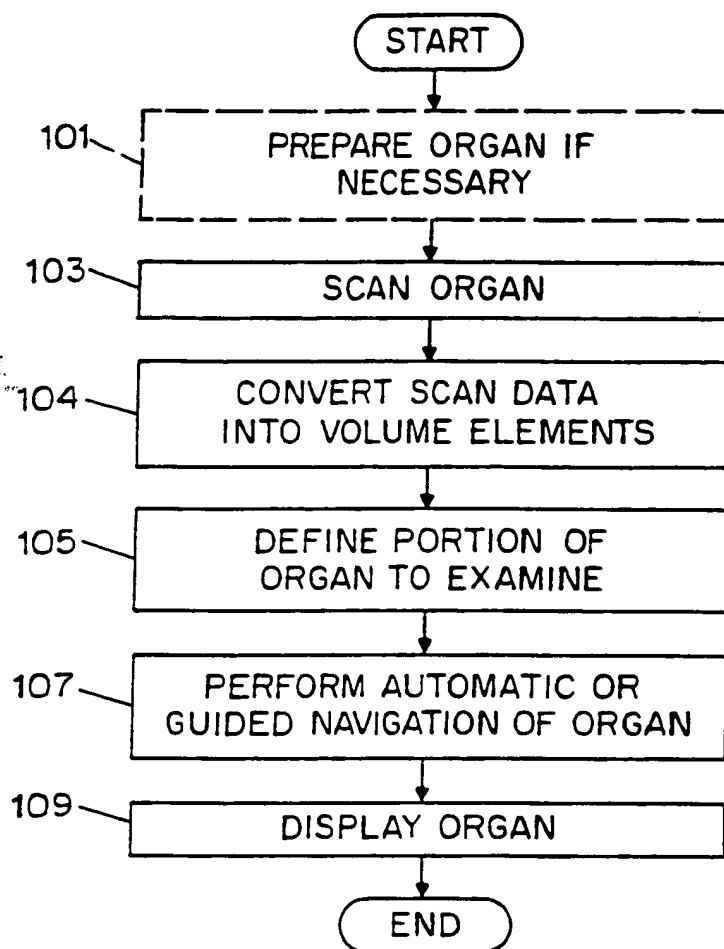 START
101
PREPARE ORGAN IF
NECESSARY
103
SCAN ORGAN
104
CONVERT SCAN DATA
INTO VOLUME ELEMENTS
105
DEFINE PORTION OF
ORGAN TO EXAMINE
107
PERFORM AUTOMATIC OR
GUIDED NAVIGATION OF ORGAN
109
DISPLAY ORGAN
END